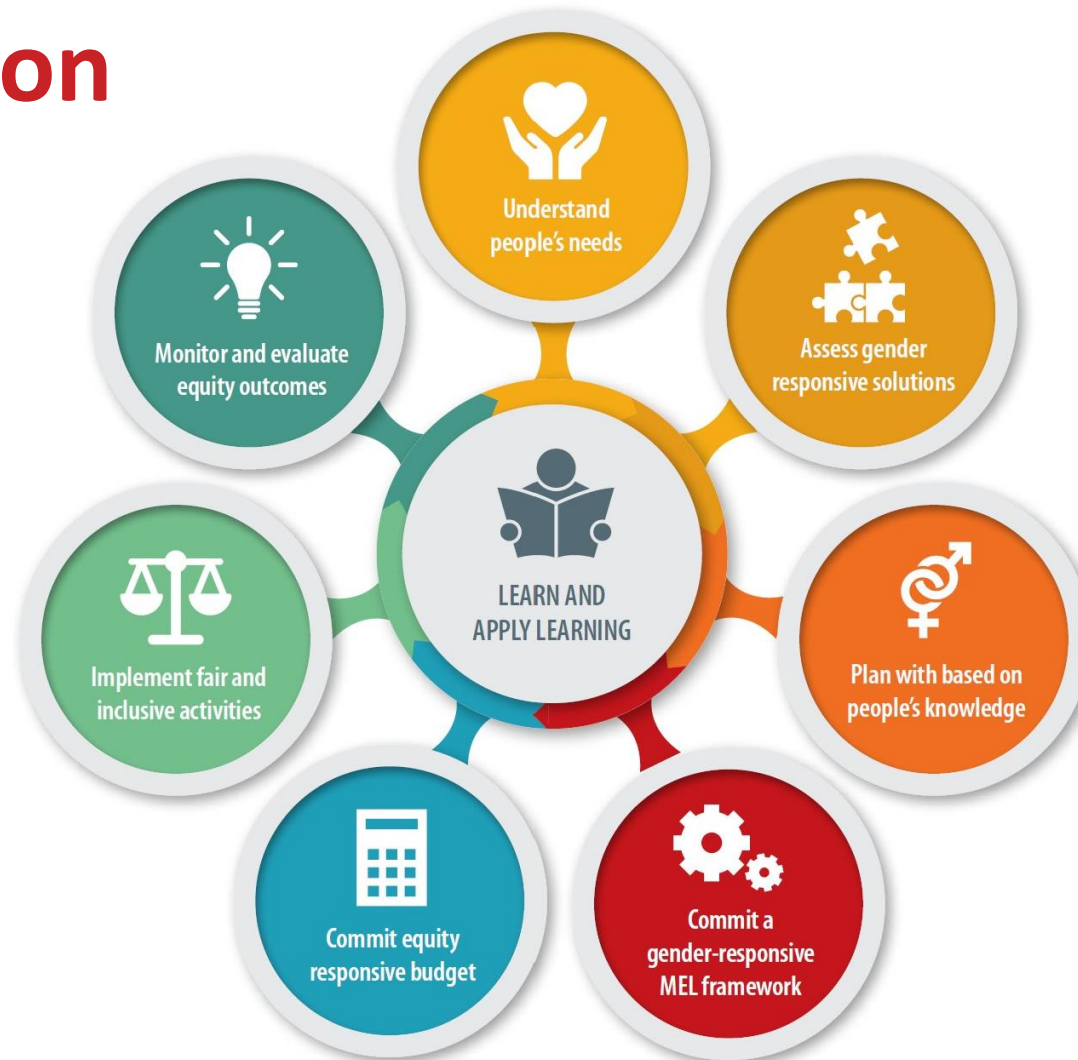 on
Understand
people's needs
Assess gender
responsive solutions
Plan with based on
people's knowledge
Commit a
gender-responsive
MEL framework
Commit equity
responsive budget
Implement fair and
inclusive activities
Monitor and evaluate
equity outcomes
LEARN AND
APPLY LEARNING